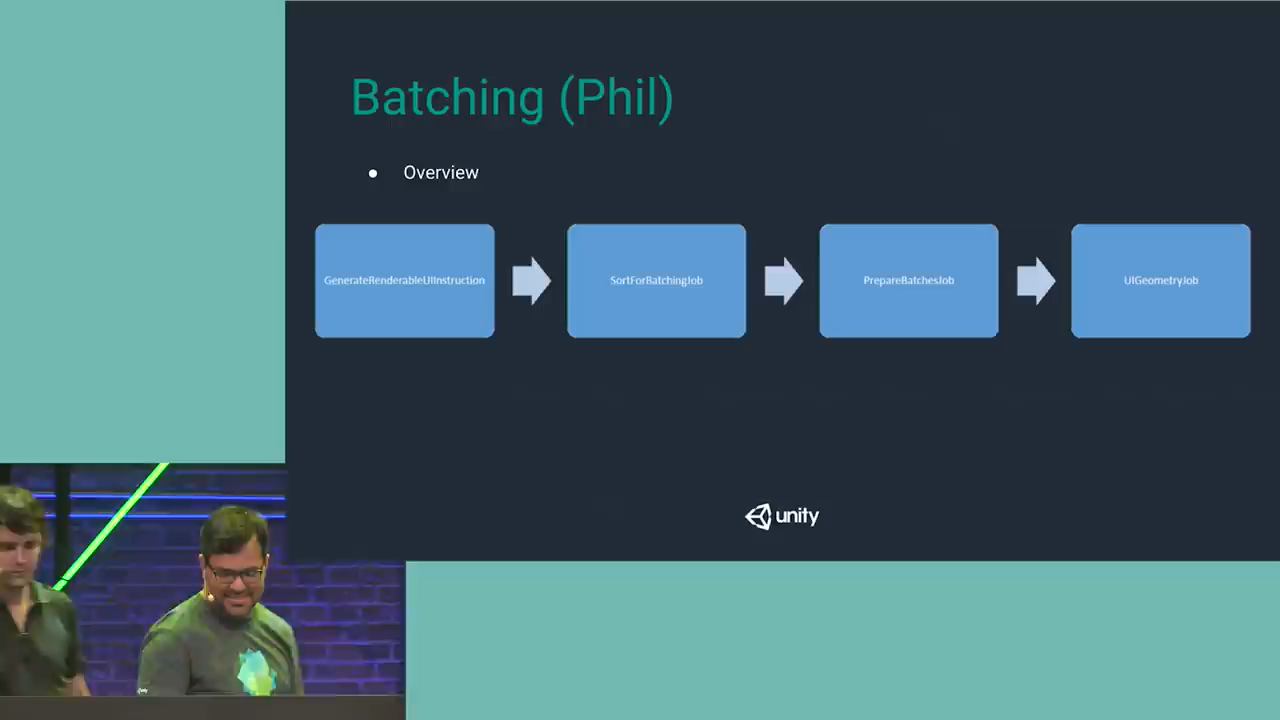 Batching (Phil)
● Overview
GenerateRenderableUIInstruction
SortForBatchingJob
PrepareBatchesJob
UIGeometryJob
unity